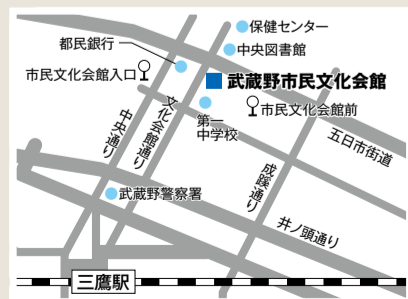 保健センター
都民銀行
中央図書館
市民文化会館入口
武蔵野市民文化会館
市民文化会館前
第一
中学校
中央通り
文化会館通り
五日市街道
成蹊通り
武蔵野警察署
井ノ頭通り
三鷹駅